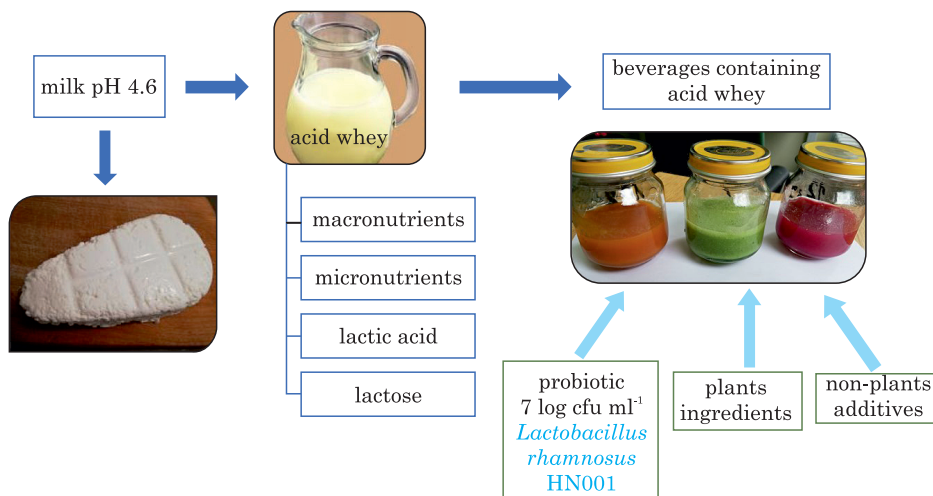 milk pH 4.6
acid whey
beverages containing
acid whey
macronutrients
micronutrients
lactic acid
lactose
probiotic
7 log cfu ml⁻¹
Lactobacillus
rhamnosus
HN001
plants
ingredients
non-plants
additives